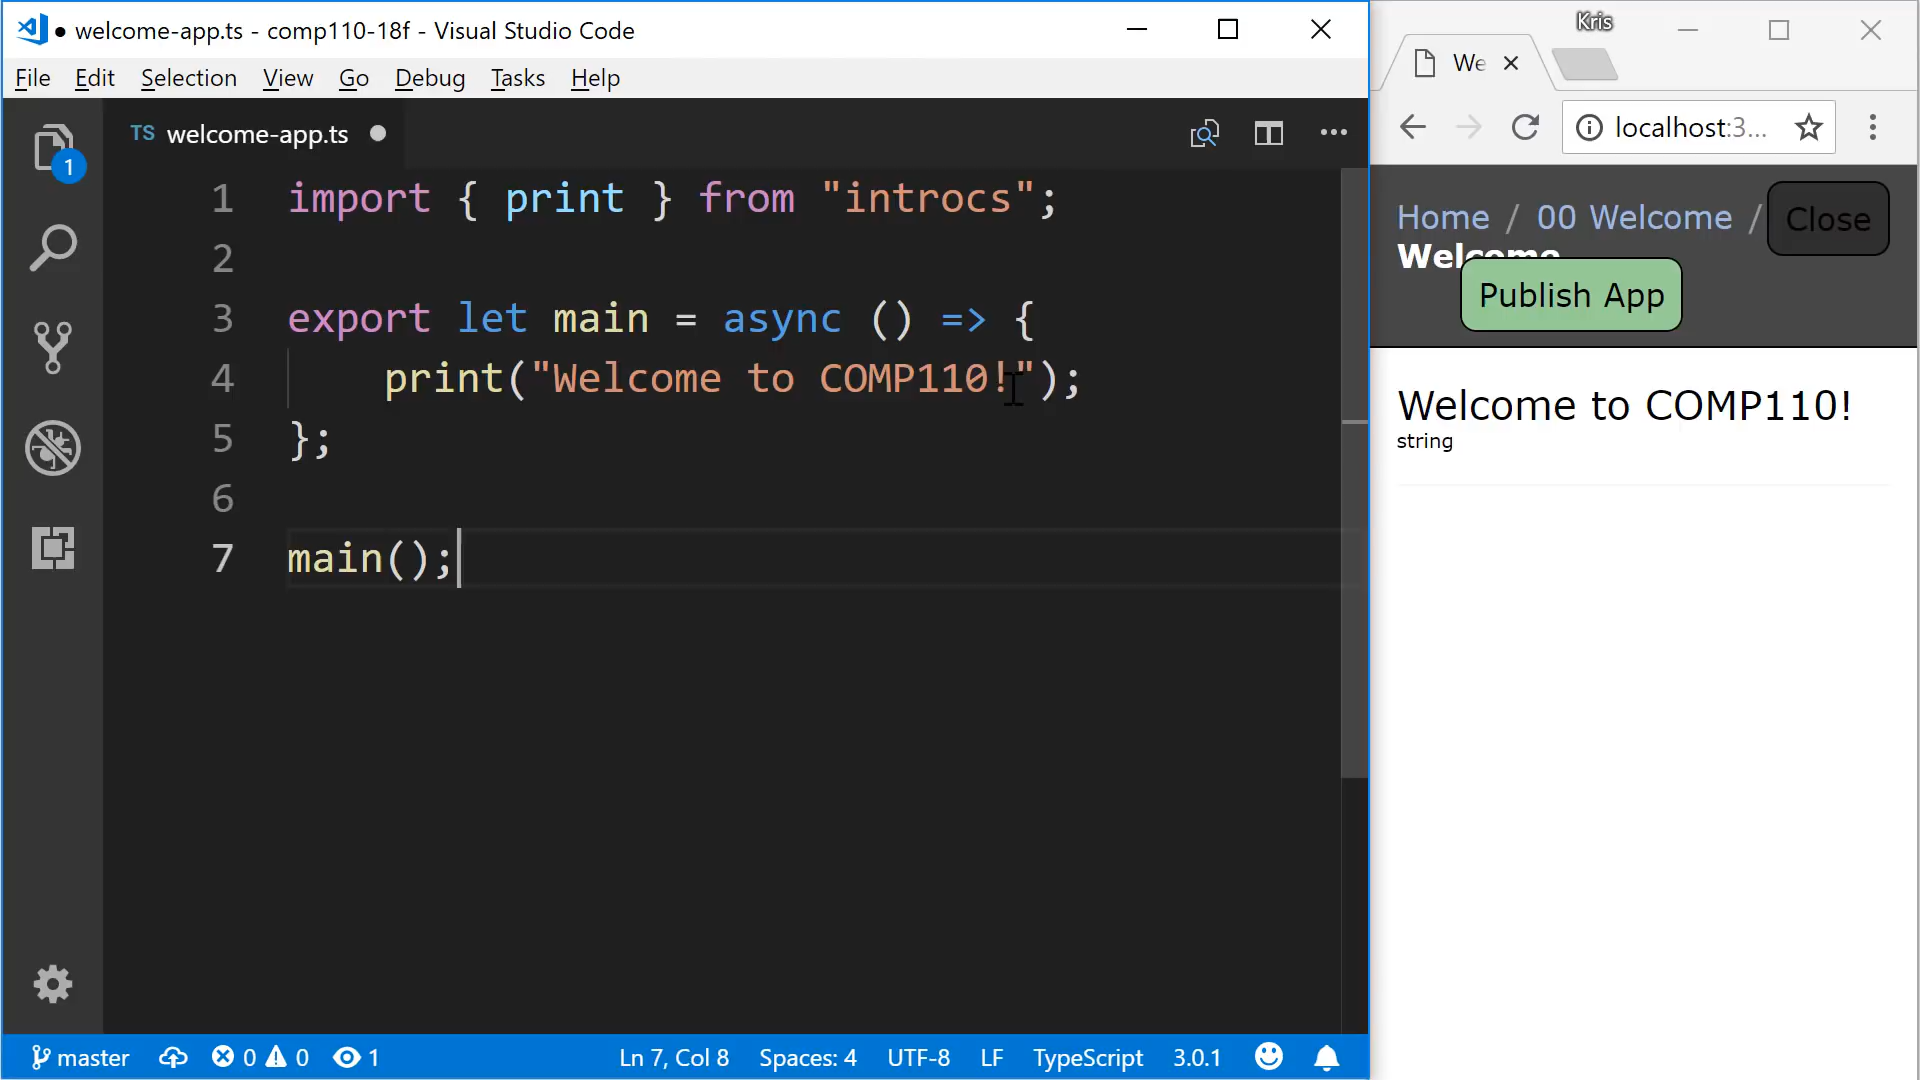 welcome-app.ts - comp110-18f - Visual Studio Code
File Edit Selection View Go Debug Tasks Help
1
TS welcome-app.ts
1 import { print } from "introcs";
2
3 export let main = async () => {
4 print("Welcome to COMP110!");
5 };
6
7 main();
master 0 0 1 Ln 7, Col 8 Spaces: 4 UTF-8 LF TypeScript 3.0.1
Kris
We
localhost:3...
Home / 00 Welcome /
Welcome
Close
Publish App
Welcome to COMP110!
string